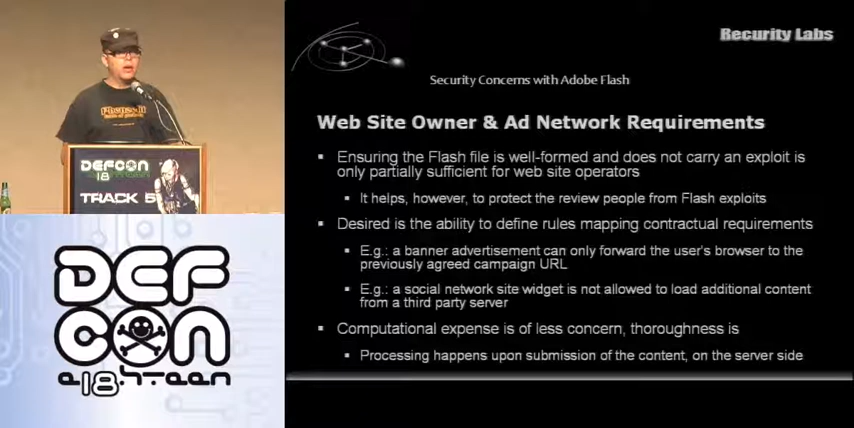 DEFCON
18
TRACK 5
DEF
CON
e18.hteen
Recurity Labs
Security Concerns with Adobe Flash
Web Site Owner & Ad Network Requirements
Ensuring the Flash file is well-formed and does not carry an exploit is
only partially sufficient for web site operators
It helps, however, to protect the review people from Flash exploits
Desired is the ability to define rules mapping contractual requirements
E.g.: a banner advertisement can only forward the user's browser to the
previously agreed campaign URL
E.g.: a social network site widget is not allowed to load additional content
from a third party server
Computational expense is of less concern, thoroughness is
Processing happens upon submission of the content, on the server side